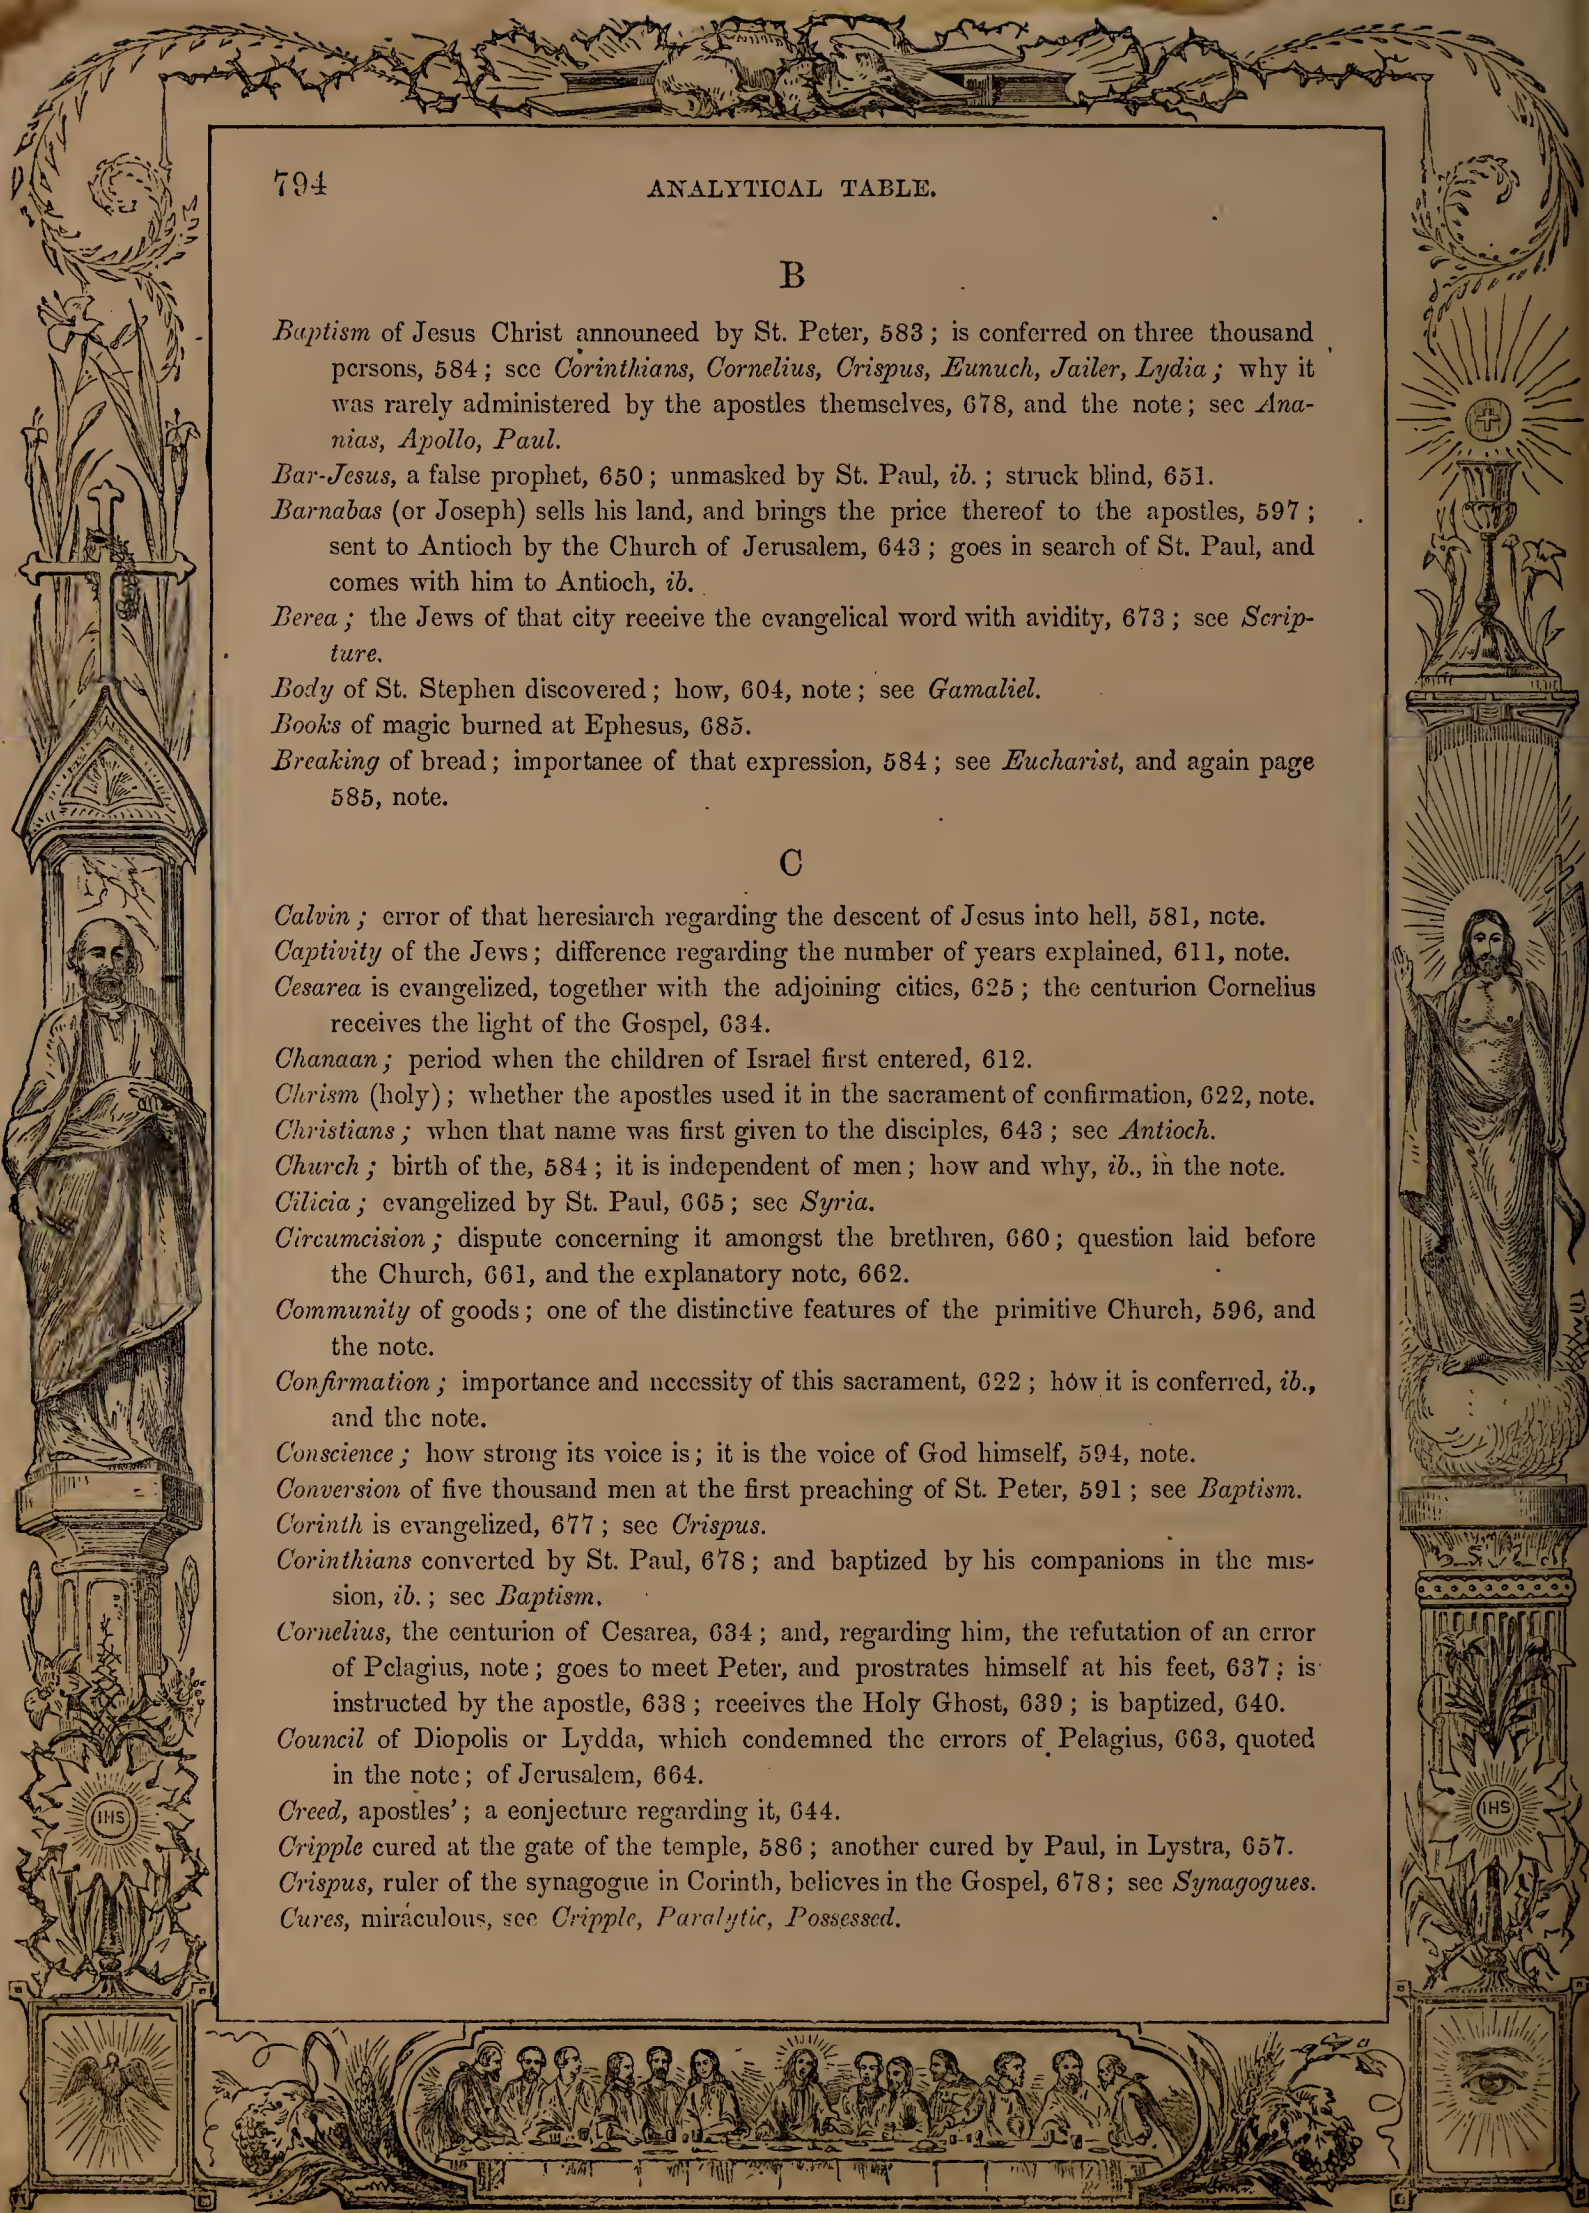 794
ANALYTICAL TABLE.
B
Baptism of Jesus Christ announced by St. Peter, 583; is conferred on three thousand
persons, 584; see Corinthians, Cornelius, Crispus, Eunuch, Jailer, Lydia; why it
was rarely administered by the apostles themselves, 678, and the note; see Ana-
nias, Apollo, Paul.
Bar-Jesus, a false prophet, 650; unmasked by St. Paul, ib.; struck blind, 651.
Barnabas (or Joseph) sells his land, and brings the price thereof to the apostles, 597;
sent to Antioch by the Church of Jerusalem, 643; goes in search of St. Paul, and
comes with him to Antioch, ib.
Berea; the Jews of that city receive the evangelical word with avidity, 673; see Scrip-
ture.
Body of St. Stephen discovered; how, 604, note; see Gamaliel.
Books of magic burned at Ephesus, 685.
Breaking of bread; importance of that expression, 584; see Eucharist, and again page
585, note.
C
Calvin; error of that heresiarch regarding the descent of Jesus into hell, 581, note.
Captivity of the Jews; difference regarding the number of years explained, 611, note.
Cesarea is evangelized, together with the adjoining cities, 625; the centurion Cornelius
receives the light of the Gospel, 634.
Chanaan; period when the children of Israel first entered, 612.
Chrism (holy); whether the apostles used it in the sacrament of confirmation, 622, note.
Christians; when that name was first given to the disciples, 643; see Antioch.
Church; birth of the, 584; it is independent of men; how and why, ib., in the note.
Cilicia; evangelized by St. Paul, 665; see Syria.
Circumcision; dispute concerning it amongst the brethren, 660; question laid before
the Church, 661, and the explanatory note, 662.
Community of goods; one of the distinctive features of the primitive Church, 596, and
the note.
Confirmation; importance and necessity of this sacrament, 622; how it is conferred, ib.,
and the note.
Conscience; how strong its voice is; it is the voice of God himself, 594, note.
Conversion of five thousand men at the first preaching of St. Peter, 591; see Baptism.
Corinth is evangelized, 677; see Crispus.
Corinthians converted by St. Paul, 678; and baptized by his companions in the mis-
sion, ib.; see Baptism.
Cornelius, the centurion of Cesarea, 634; and, regarding him, the refutation of an error
of Pelagius, note; goes to meet Peter, and prostrates himself at his feet, 637; is
instructed by the apostle, 638; receives the Holy Ghost, 639; is baptized, 640.
Council of Diopolis or Lydda, which condemned the errors of Pelagius, 663, quoted
in the note; of Jerusalem, 664.
Creed, apostles'; a conjecture regarding it, 644.
Cripple cured at the gate of the temple, 586; another cured by Paul, in Lystra, 657.
Crispus, ruler of the synagogue in Corinth, believes in the Gospel, 678; see Synagogues.
Cures, miraculous, see Cripple, Paralytic, Possessed.
IHS
IHS